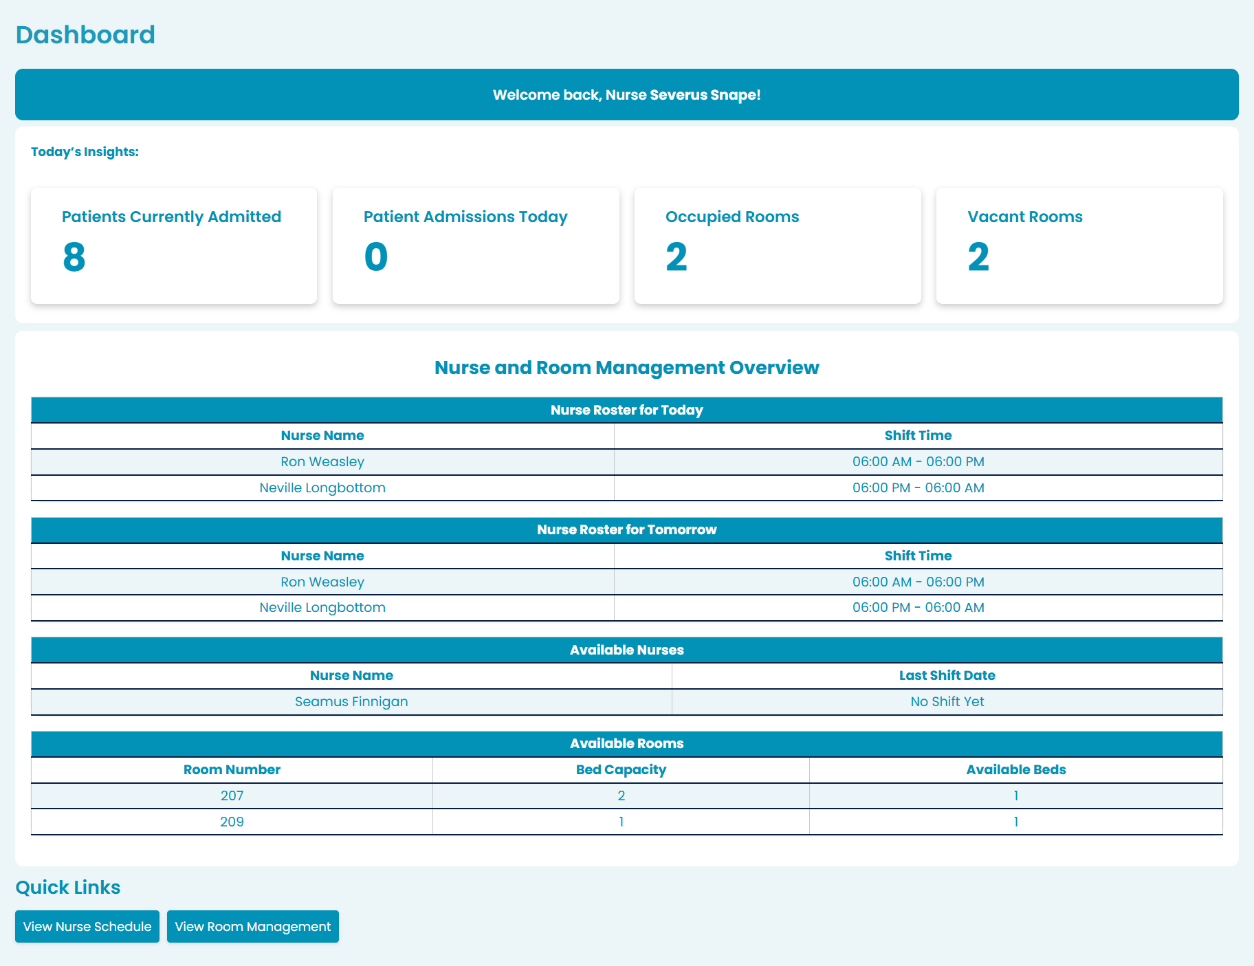 Dashboard
Welcome back, Nurse Severus Snape!
Today's Insights:
Patients Currently Admitted
8
Patient Admissions Today
0
Occupied Rooms
2
Vacant Rooms
2
Nurse and Room Management Overview
Nurse Roster for Today
Nurse Name Shift Time
Ron Weasley 06:00 AM - 06:00 PM
Neville Longbottom 06:00 PM - 06:00 AM
Nurse Roster for Tomorrow
Nurse Name Shift Time
Ron Weasley 06:00 AM - 06:00 PM
Neville Longbottom 06:00 PM - 06:00 AM
Available Nurses
Nurse Name Last Shift Date
Seamus Finnigan No Shift Yet
Available Rooms
Room Number Bed Capacity Available Beds
207 2 1
209 1 1
Quick Links
View Nurse Schedule View Room Management